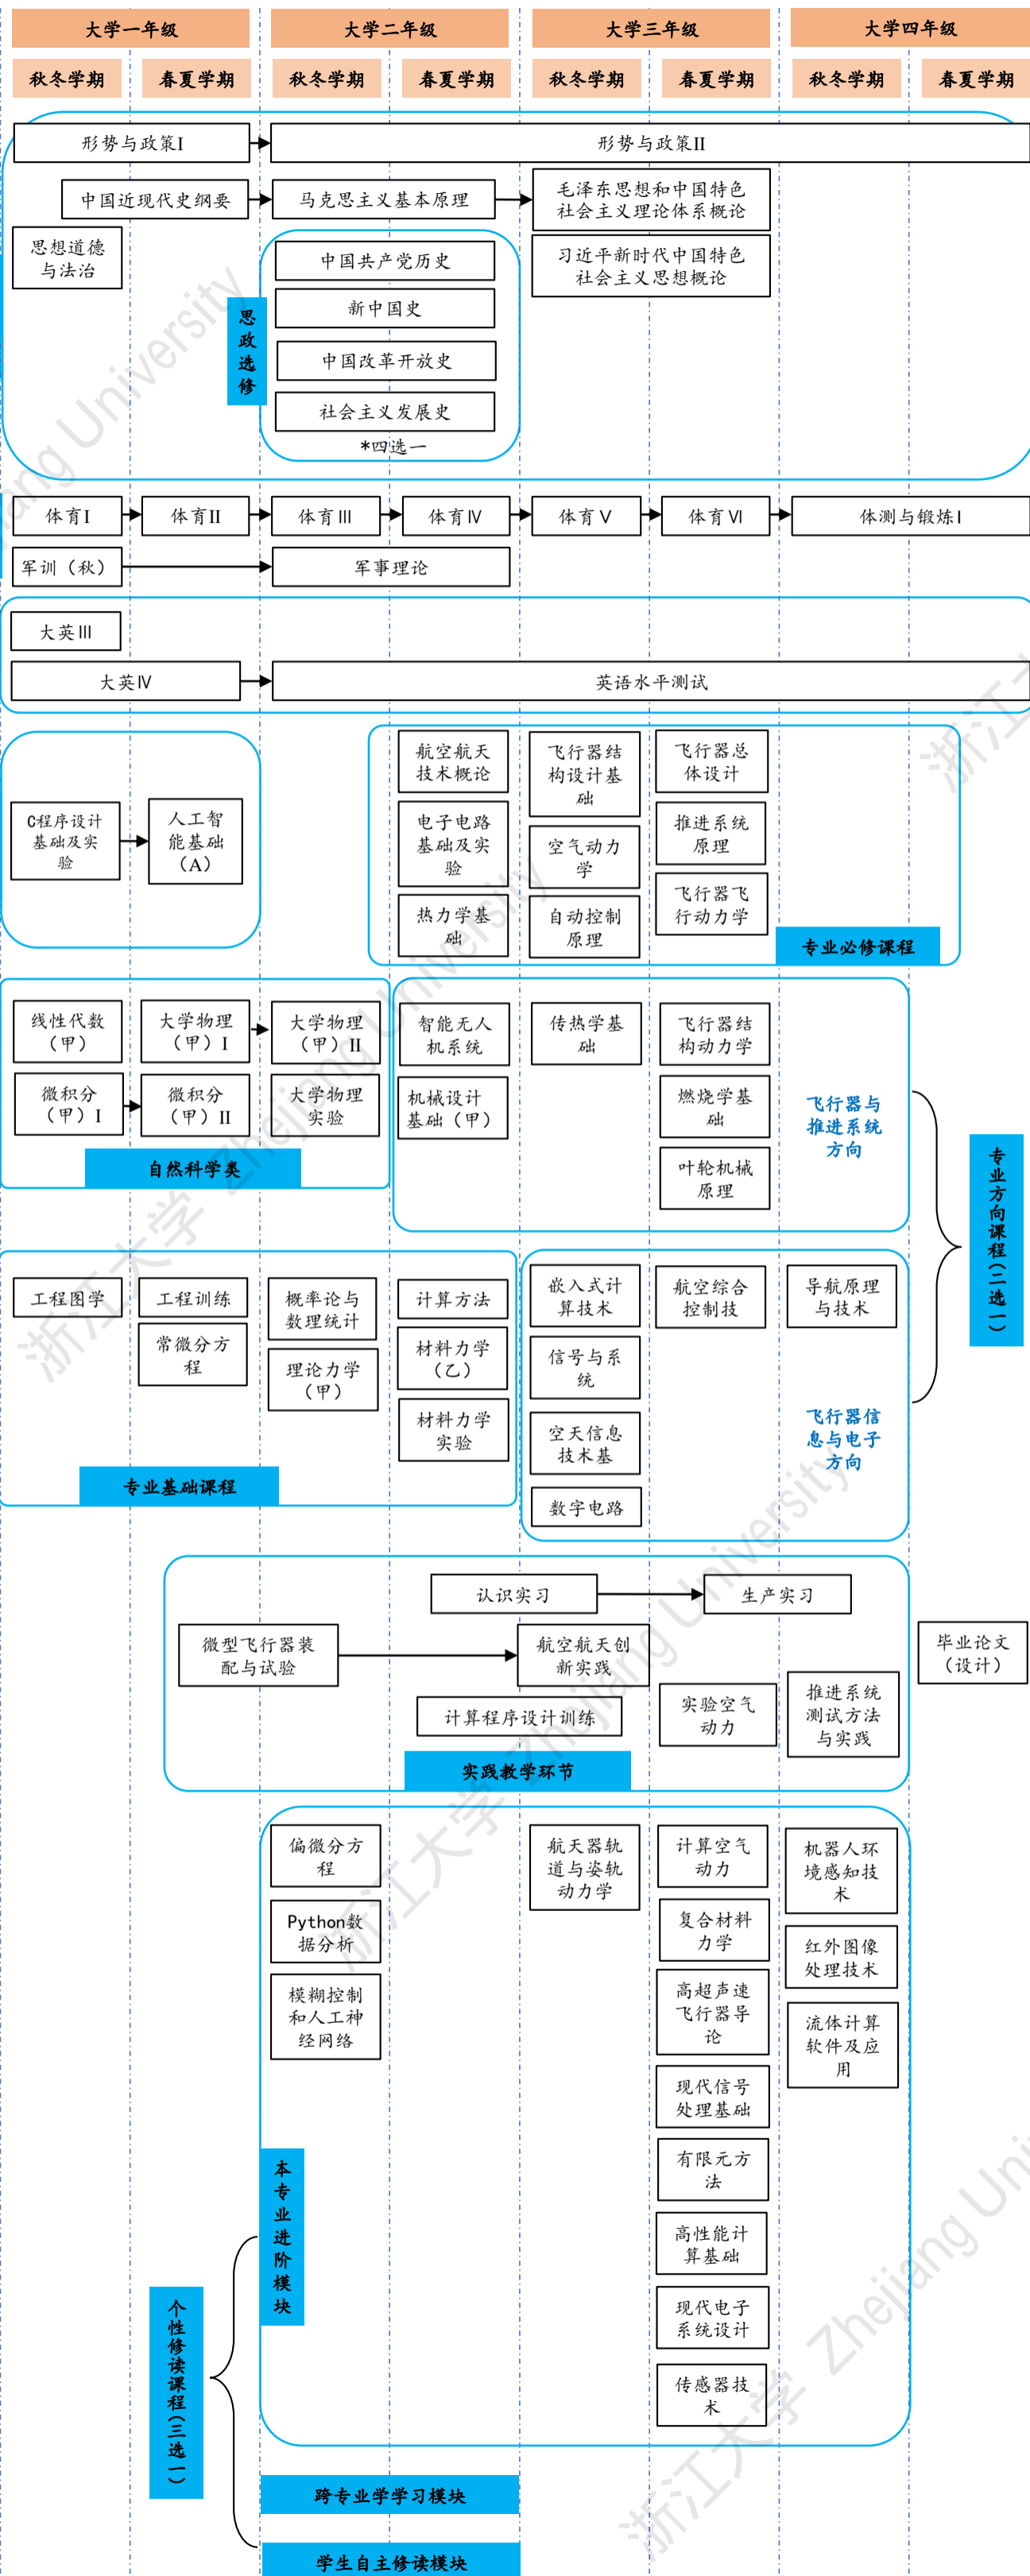 大学一年级
大学二年级
大学三年级
大学四年级
秋冬学期
春夏学期
秋冬学期
春夏学期
秋冬学期
春夏学期
秋冬学期
春夏学期
形势与政策I
形势与政策II
中国近现代史纲要
马克思主义基本原理
毛泽东思想和中国特色
社会主义理论体系概论
思想道德
与法治
习近平新时代中国特色
社会主义思想概论
思政选修
中国共产党历史
新中国史
中国改革开放史
社会主义发展史
*四选一
体育I
体育II
体育III
体育IV
体育V
体育VI
体测与锻炼I
军训（秋）
军事理论
大英III
大英IV
英语水平测试
C程序设计
基础及实
验
人工智
能基础
（A）
航空航天
技术概论
电子电路
基础及实
验
热力学基
础
飞行器结
构设计基
础
空气动力
学
自动控制
原理
飞行器总
体设计
推进系统
原理
飞行器飞
行动力学
专业必修课程
线性代数
（甲）
大学物理
（甲）I
大学物理
（甲）II
微积分
（甲）I
微积分
（甲）II
大学物理
实验
自然科学类
智能无人
机系统
机械设计
基础（甲）
传热学基
础
飞行器结
构动力学
燃烧学基
础
叶轮机械
原理
飞行器与
推进系统
方向
专业方向课程（二选一）
工程图学
工程训练
常微分方
程
概率论与
数理统计
理论力学
（甲）
计算方法
材料力学
（乙）
材料力学
实验
专业基础课程
嵌入式计
算技术
信号与系
统
空天信息
技术基
数字电路
航空综合
控制技
导航原理
与技术
飞行器信
息与电子
方向
认识实习
生产实习
微型飞行器装
配与试验
航空航天创
新实践
计算程序设计训练
实验空气
动力
推进系统
测试方法
与实践
毕业论文
（设计）
实践教学环节
偏微分方
程
Python数
据分析
模糊控制
和人工神
经网络
航天器轨
道与姿轨
动力学
计算空气
动力
复合材料
力学
高超声速
飞行器导
论
现代信号
处理基础
有限元方
法
高性能计
算基础
现代电子
系统设计
传感器技
术
机器人环
境感知技
术
红外图像
处理技术
流体计算
软件及应
用
本专业进阶模块
个性修读课程（三选一）
跨专业学学习模块
学生自主修读模块
浙江大学 Zhejiang University